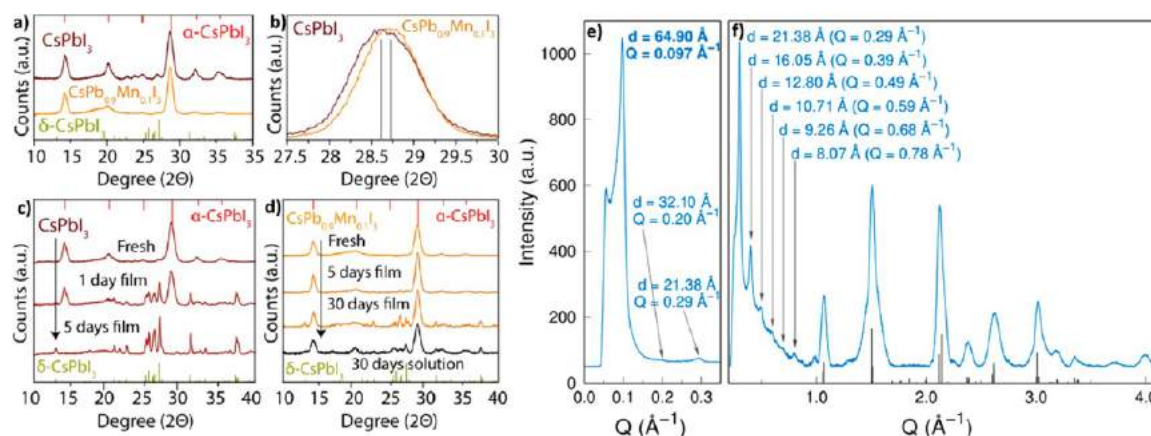 a)
CsPbI3
α-CsPbI3
CsPb0.9Mn0.1I3
δ-CsPbI
Counts (a.u.)
10 15 20 25 30 35
Degree (2Θ)
b)
CsPbI3
CsPb0.9Mn0.1I3
Counts (a.u.)
27.5 28 28.5 29 29.5 30
Degree (2Θ)
c)
CsPbI3
α-CsPbI3
Fresh
1 day film
5 days film
δ-CsPbI3
Counts (a.u.)
10 15 20 25 30 35 40
Degree (2Θ)
d)
CsPb0.9Mn0.1I3
α-CsPbI3
Fresh
5 days film
30 days film
30 days solution
δ-CsPbI3
Counts (a.u.)
10 15 20 25 30 35 40
Degree (2Θ)
e)
d = 64.90 Å
Q = 0.097 Å⁻¹
d = 32.10 Å
Q = 0.20 Å⁻¹
d = 21.38 Å
Q = 0.29 Å⁻¹
Intensity (a.u.)
1000
800
600
400
200
0
0.0 0.1 0.2 0.3
Q (Å⁻¹)
f)
d = 21.38 Å (Q = 0.29 Å⁻¹)
d = 16.05 Å (Q = 0.39 Å⁻¹)
d = 12.80 Å (Q = 0.49 Å⁻¹)
d = 10.71 Å (Q = 0.59 Å⁻¹)
d = 9.26 Å (Q = 0.68 Å⁻¹)
d = 8.07 Å (Q = 0.78 Å⁻¹)
1.0 2.0 3.0 4.0
Q (Å⁻¹)